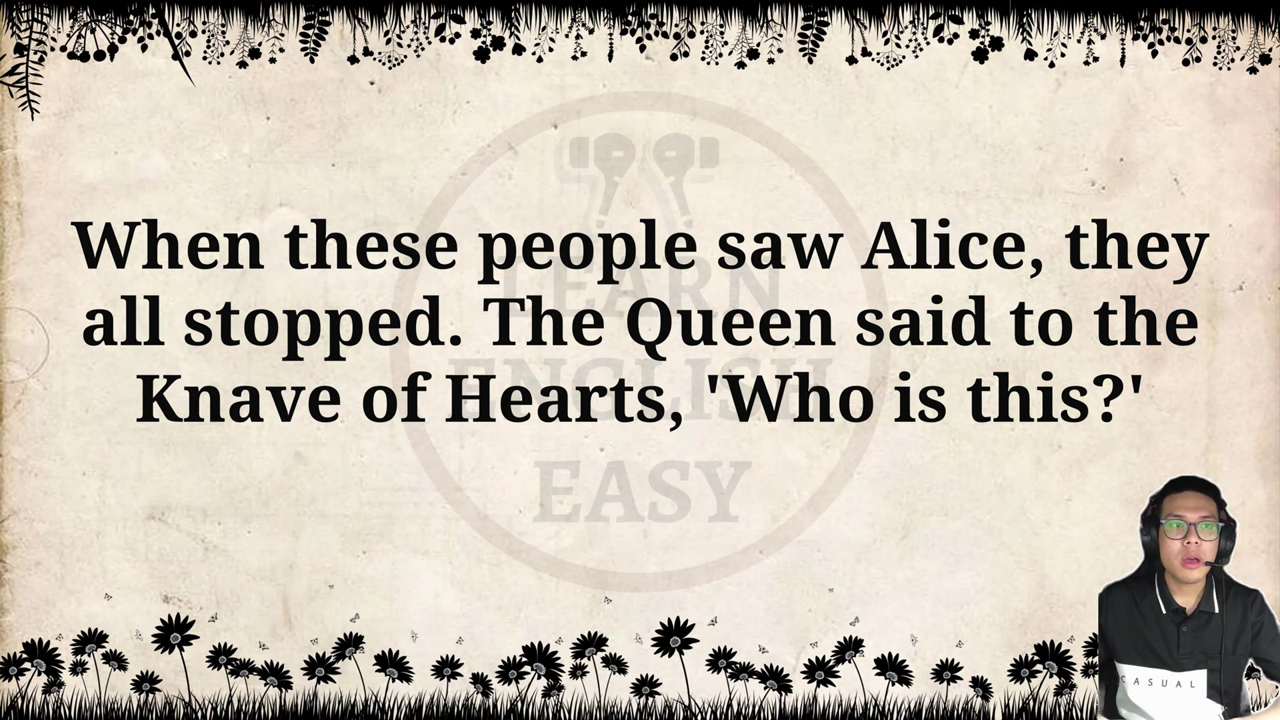 When these people saw Alice, they
all stopped. The Queen said to the
Knave of Hearts, 'Who is this?'
LEARN
ENGLISH
EASY
CASUAL